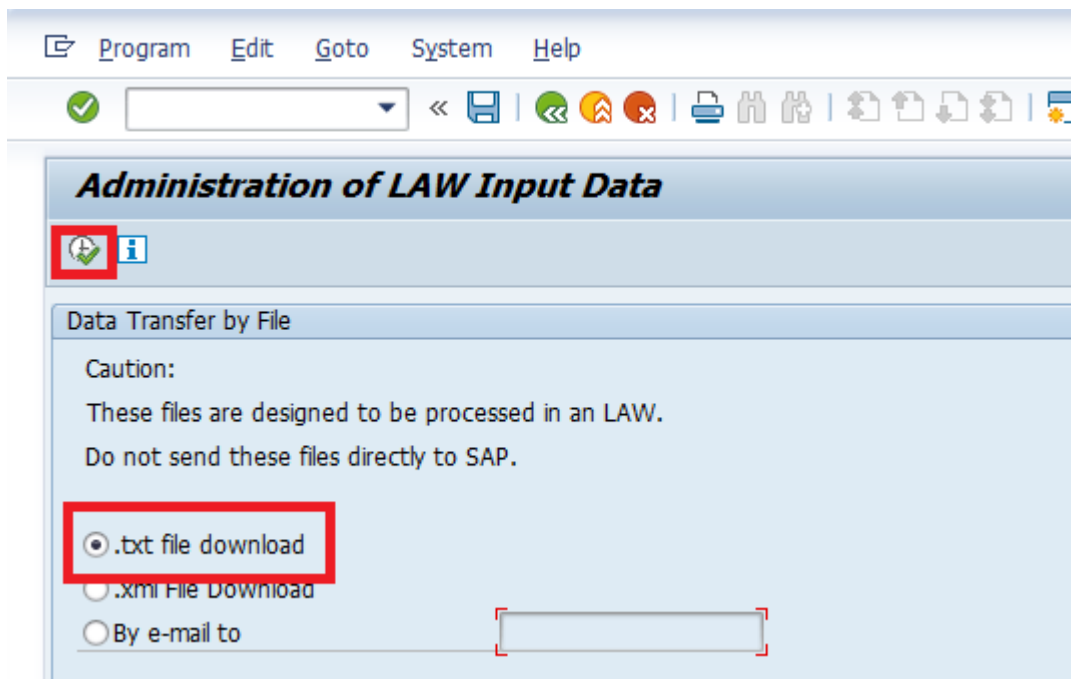 Program Edit Goto System Help
Administration of LAW Input Data
Data Transfer by File
Caution:
These files are designed to be processed in an LAW.
Do not send these files directly to SAP.
.txt file download
.xml File Download
By e-mail to